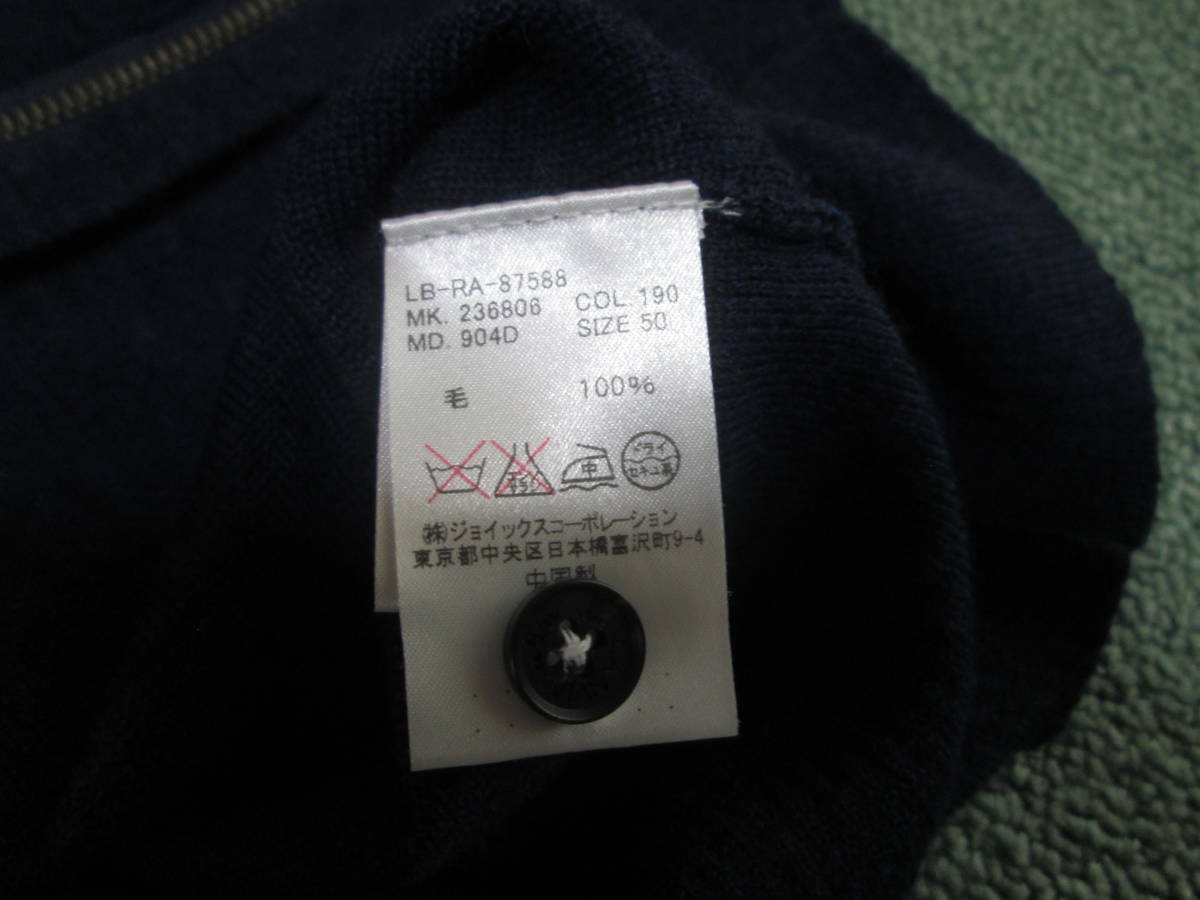 LB-RA-87588
MK. 236806 COL. 190
MD. 904D SIZE 50
毛 100%
中 ドライ
セキユ系
㈱ジョイックスコーポレーション
東京都中央区日本橋富沢町9-4
中国製